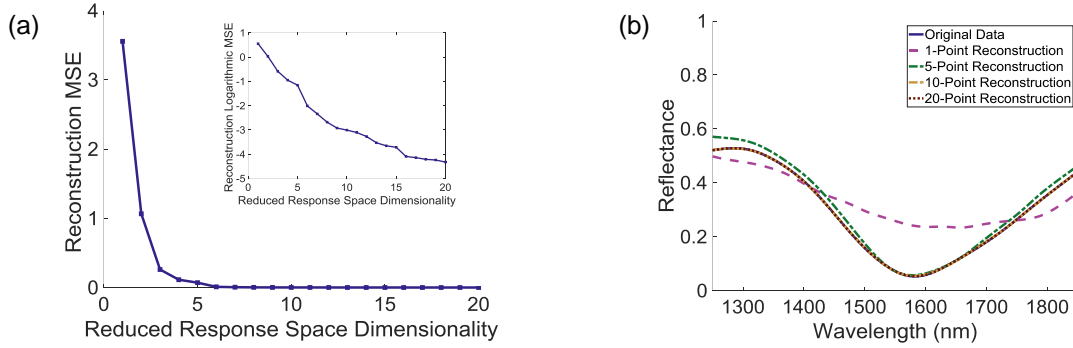 (a)
Reconstruction MSE
4
3
2
1
0
0
5
10
15
20
Reduced Response Space Dimensionality
Reconstruction Logarithmic MSE
1
0
-1
-2
-3
-4
-5
0
5
10
15
20
Reduced Response Space Dimensionality
(b)
Original Data
1-Point Reconstruction
5-Point Reconstruction
10-Point Reconstruction
20-Point Reconstruction
Reflectance
1
0.8
0.6
0.4
0.2
0
1300
1400
1500
1600
1700
1800
Wavelength (nm)